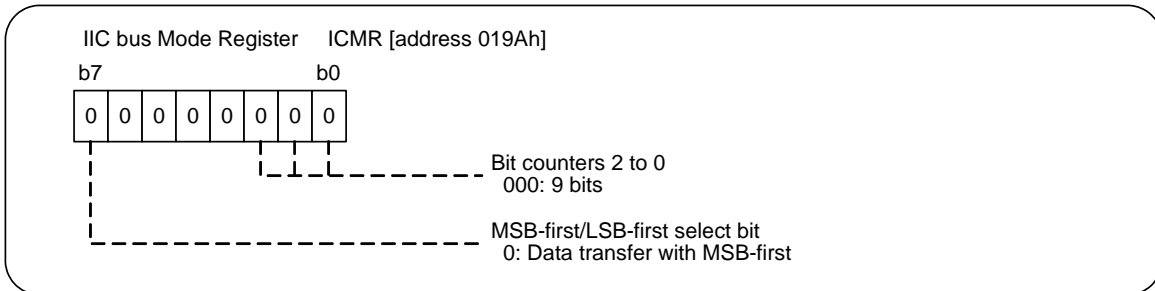 IIC bus Mode Register ICMR [address 019Ah]
b7 b0
0 0 0 0 0 0 0 0
Bit counters 2 to 0
000: 9 bits
MSB-first/LSB-first select bit
0: Data transfer with MSB-first